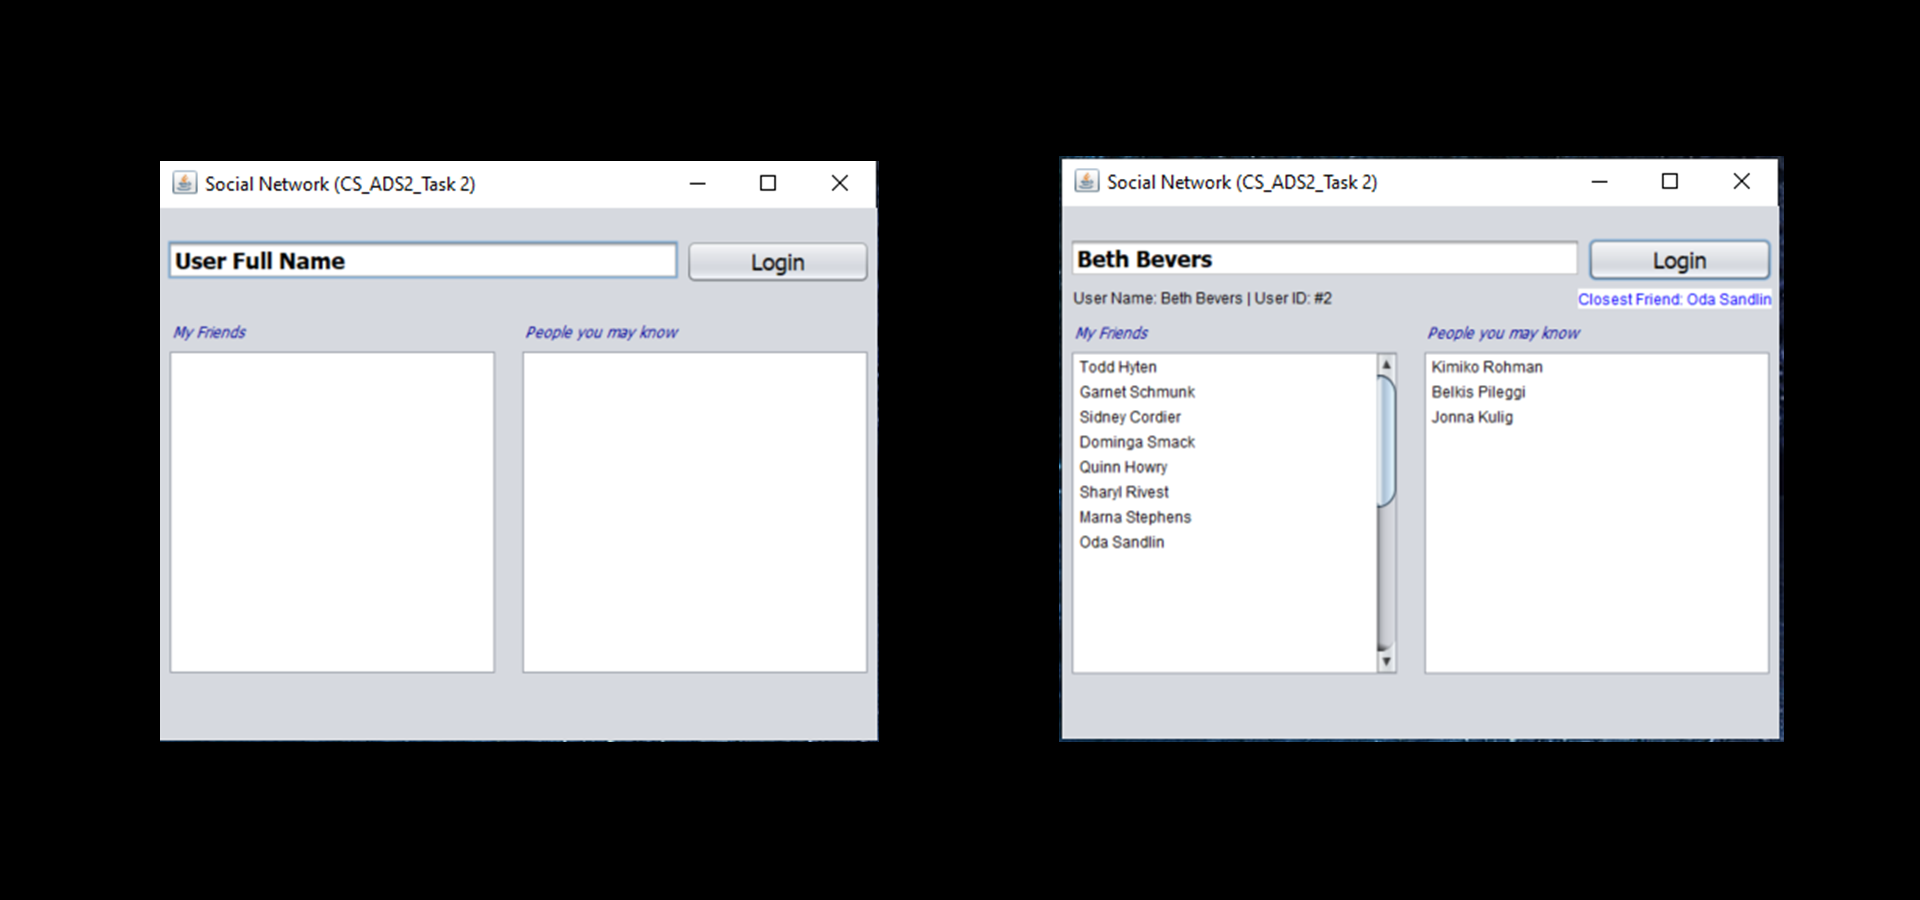 Social Network (CS_ADS2_Task 2)
User Full Name
Login
My Friends
People you may know
Social Network (CS_ADS2_Task 2)
Beth Bevers
Login
User Name: Beth Bevers | User ID: #2
Closest Friend: Oda Sandlin
My Friends
Todd Hyten
Garnet Schmunk
Sidney Cordier
Dominga Smack
Quinn Howry
Sharyl Rivest
Marna Stephens
Oda Sandlin
People you may know
Kimiko Rohman
Belkis Pileggi
Jonna Kulig